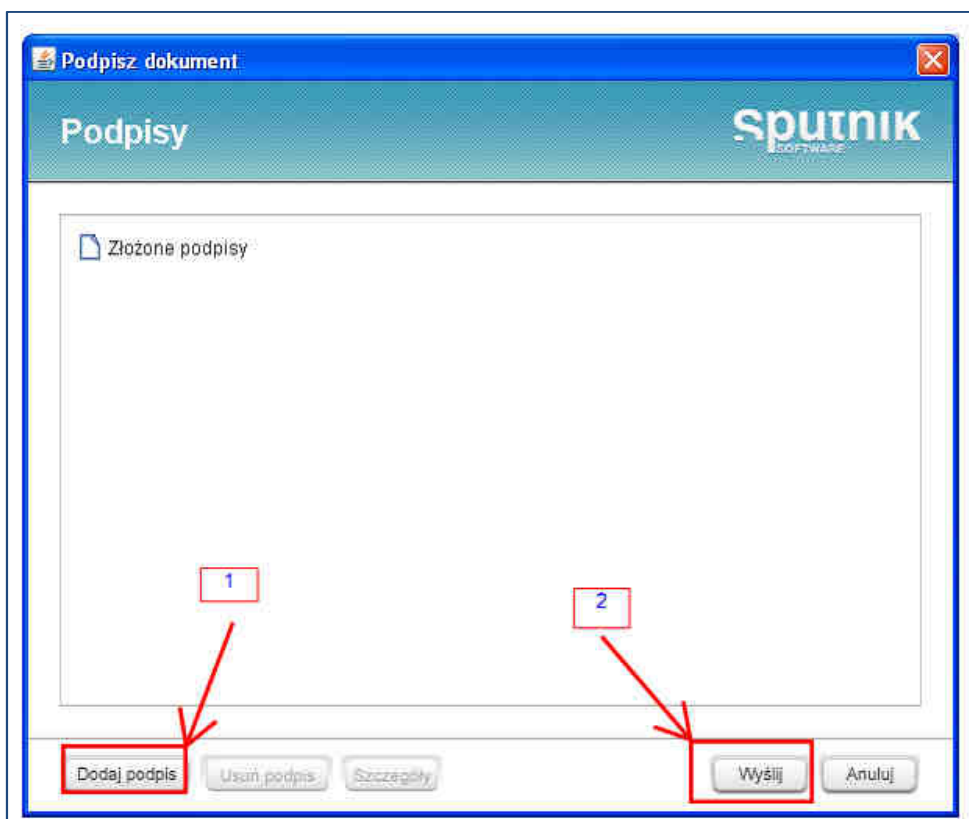 Podpisz dokument
Podpisy
Sputnik
SOFTWARE
Złożone podpisy
1
2
Dodaj podpis Usuń podpis Szczegóły Wyślij Anuluj